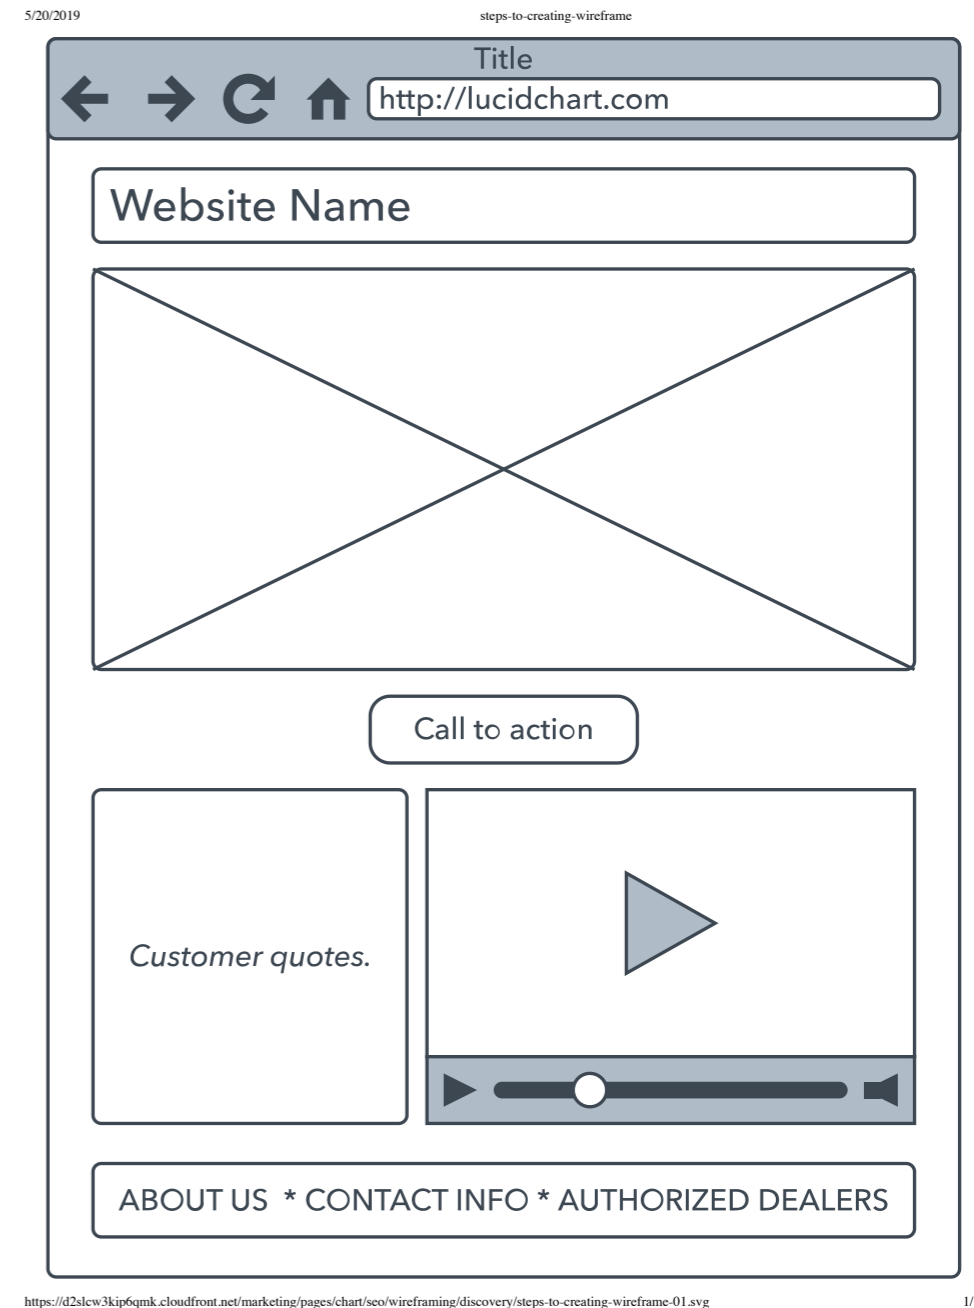 5/20/2019 steps-to-creating-wireframe
Title
http://lucidchart.com
Website Name
Call to action
Customer quotes.
ABOUT US * CONTACT INFO * AUTHORIZED DEALERS
https://d2slcw3kip6qmk.cloudfront.net/marketing/pages/chart/seo/wireframing/discovery/steps-to-creating-wireframe-01.svg 1/